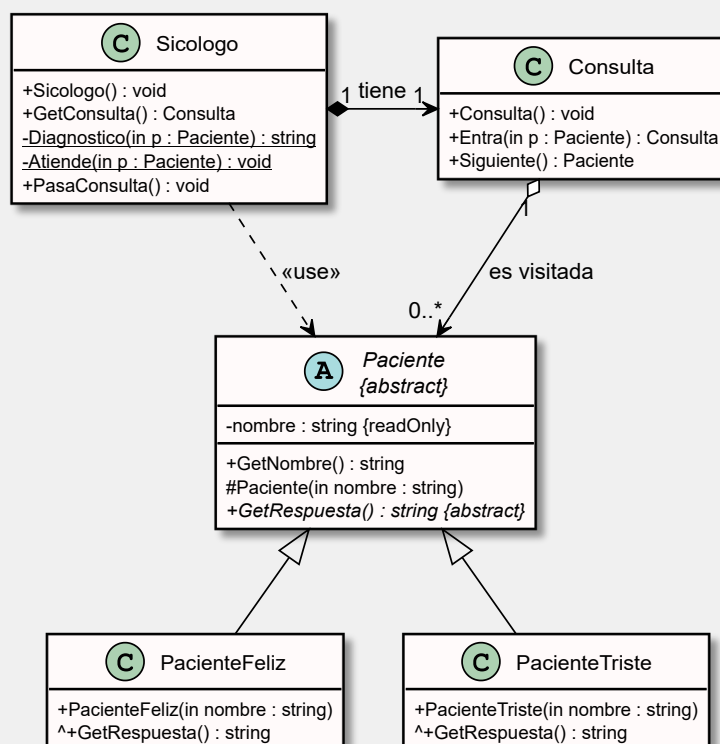 C Sicologo
+Sicologo() : void
+GetConsulta() : Consulta
-Diagnostico(in p : Paciente) : string
-Atiende(in p : Paciente) : void
+PasaConsulta() : void
1 tiene 1
C Consulta
+Consulta() : void
+Entra(in p : Paciente) : Consulta
+Siguiente() : Paciente
1
«use»
es visitada
0..*
A Paciente
{abstract}
-nombre : string {readOnly}
+GetNombre() : string
#Paciente(in nombre : string)
+GetRespuesta() : string {abstract}
C PacienteFeliz
+PacienteFeliz(in nombre : string)
^+GetRespuesta() : string
C PacienteTriste
+PacienteTriste(in nombre : string)
^+GetRespuesta() : string